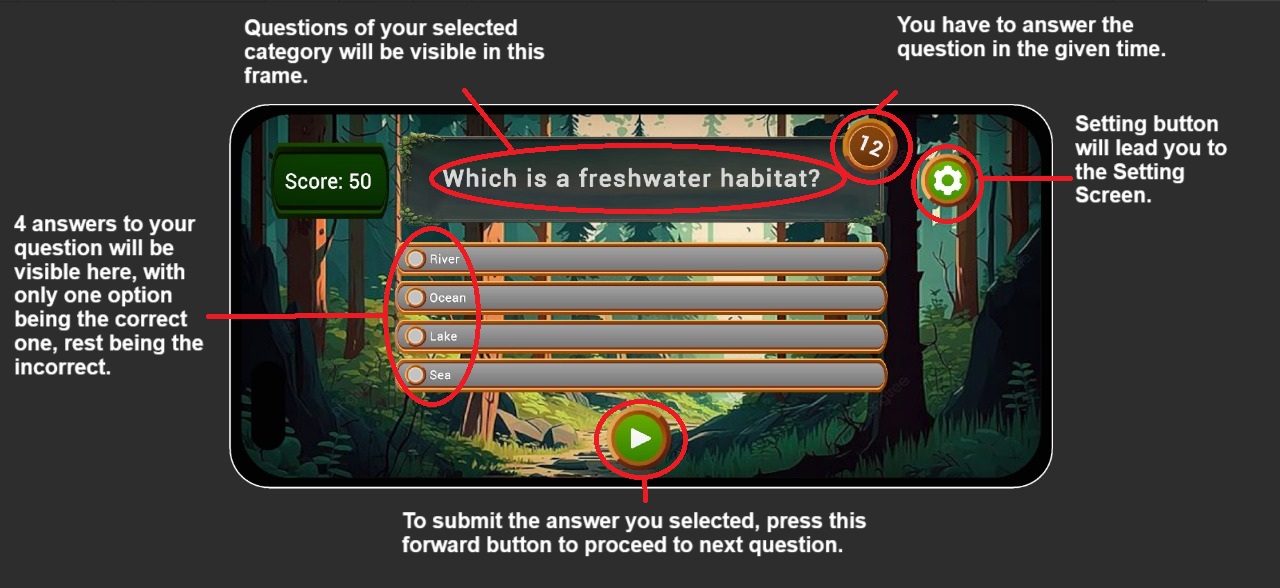 Questions of your selected
category will be visible in this
frame.
You have to answer the
question in the given time.
Setting button
will lead you to
the Setting
Screen.
12
Score: 50
Which is a freshwater habitat?
4 answers to your
question will be
visible here, with
only one option
being the correct
one, rest being the
incorrect.
River
Ocean
Lake
Sea
To submit the answer you selected, press this
forward button to proceed to next question.